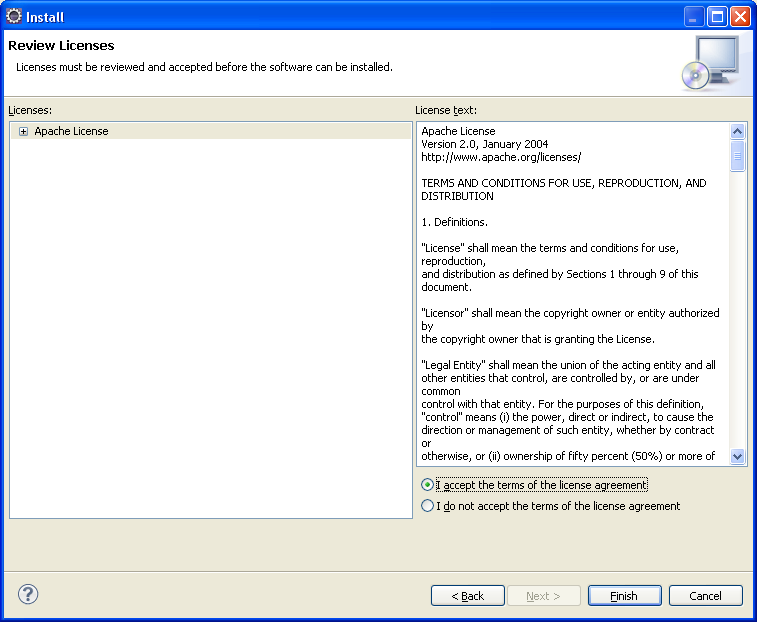 Install
Review Licenses
Licenses must be reviewed and accepted before the software can be installed.
Licenses:
Apache License
License text:
Apache License
Version 2.0, January 2004
http://www.apache.org/licenses/
TERMS AND CONDITIONS FOR USE, REPRODUCTION, AND
DISTRIBUTION
1. Definitions.
"License" shall mean the terms and conditions for use,
reproduction,
and distribution as defined by Sections 1 through 9 of this
document.
"Licensor" shall mean the copyright owner or entity authorized
by
the copyright owner that is granting the License.
"Legal Entity" shall mean the union of the acting entity and all
other entities that control, are controlled by, or are under
common
control with that entity. For the purposes of this definition,
"control" means (i) the power, direct or indirect, to cause the
direction or management of such entity, whether by contract
or
otherwise, or (ii) ownership of fifty percent (50%) or more of
I accept the terms of the license agreement
I do not accept the terms of the license agreement
?
< Back
Next >
Finish
Cancel